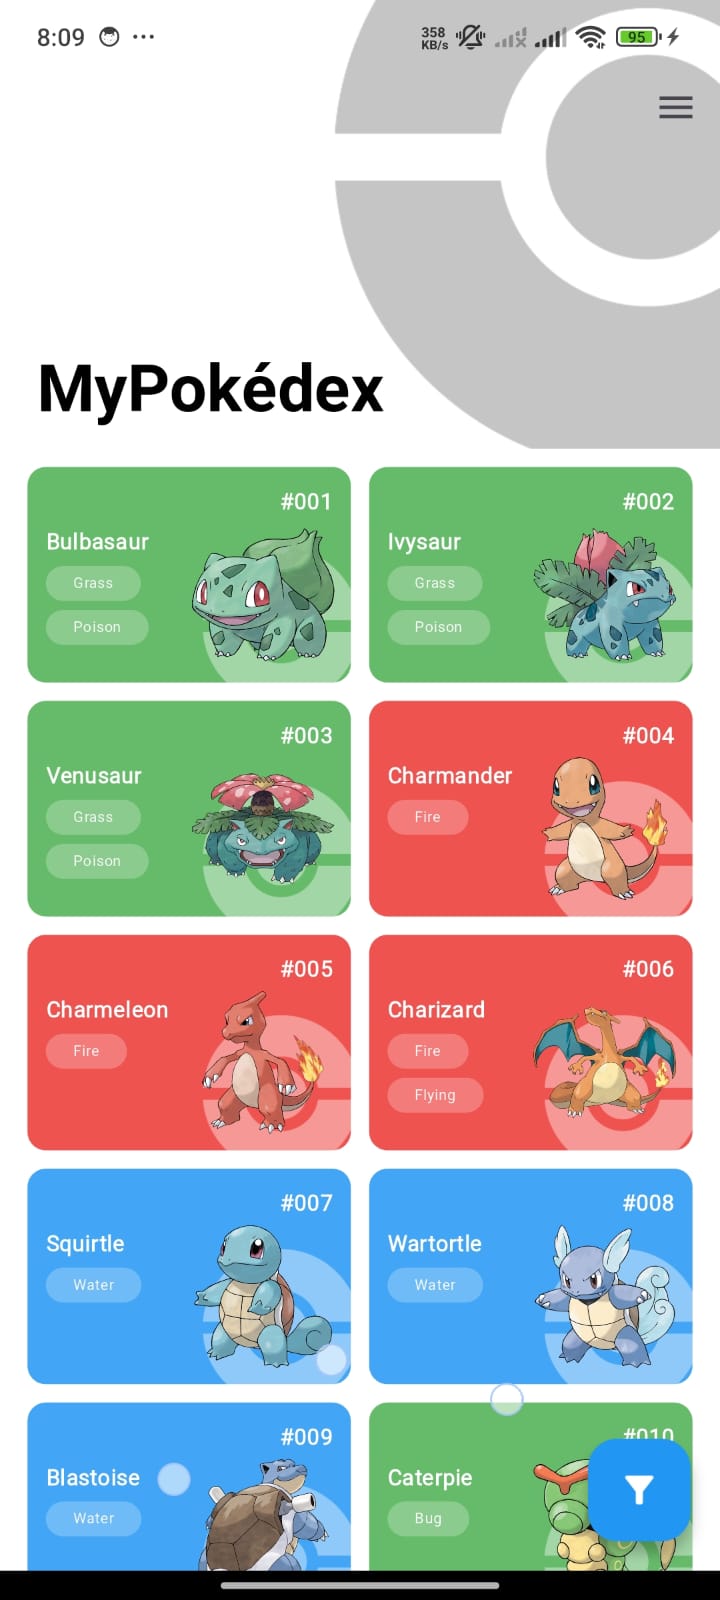 8:09
358
KB/s
95
MyPokédex
#001
Bulbasaur
Grass
Poison
#002
Ivysaur
Grass
Poison
#003
Venusaur
Grass
Poison
#004
Charmander
Fire
#005
Charmeleon
Fire
#006
Charizard
Fire
Flying
#007
Squirtle
Water
#008
Wartortle
Water
#009
Blastoise
Water
#010
Caterpie
Bug